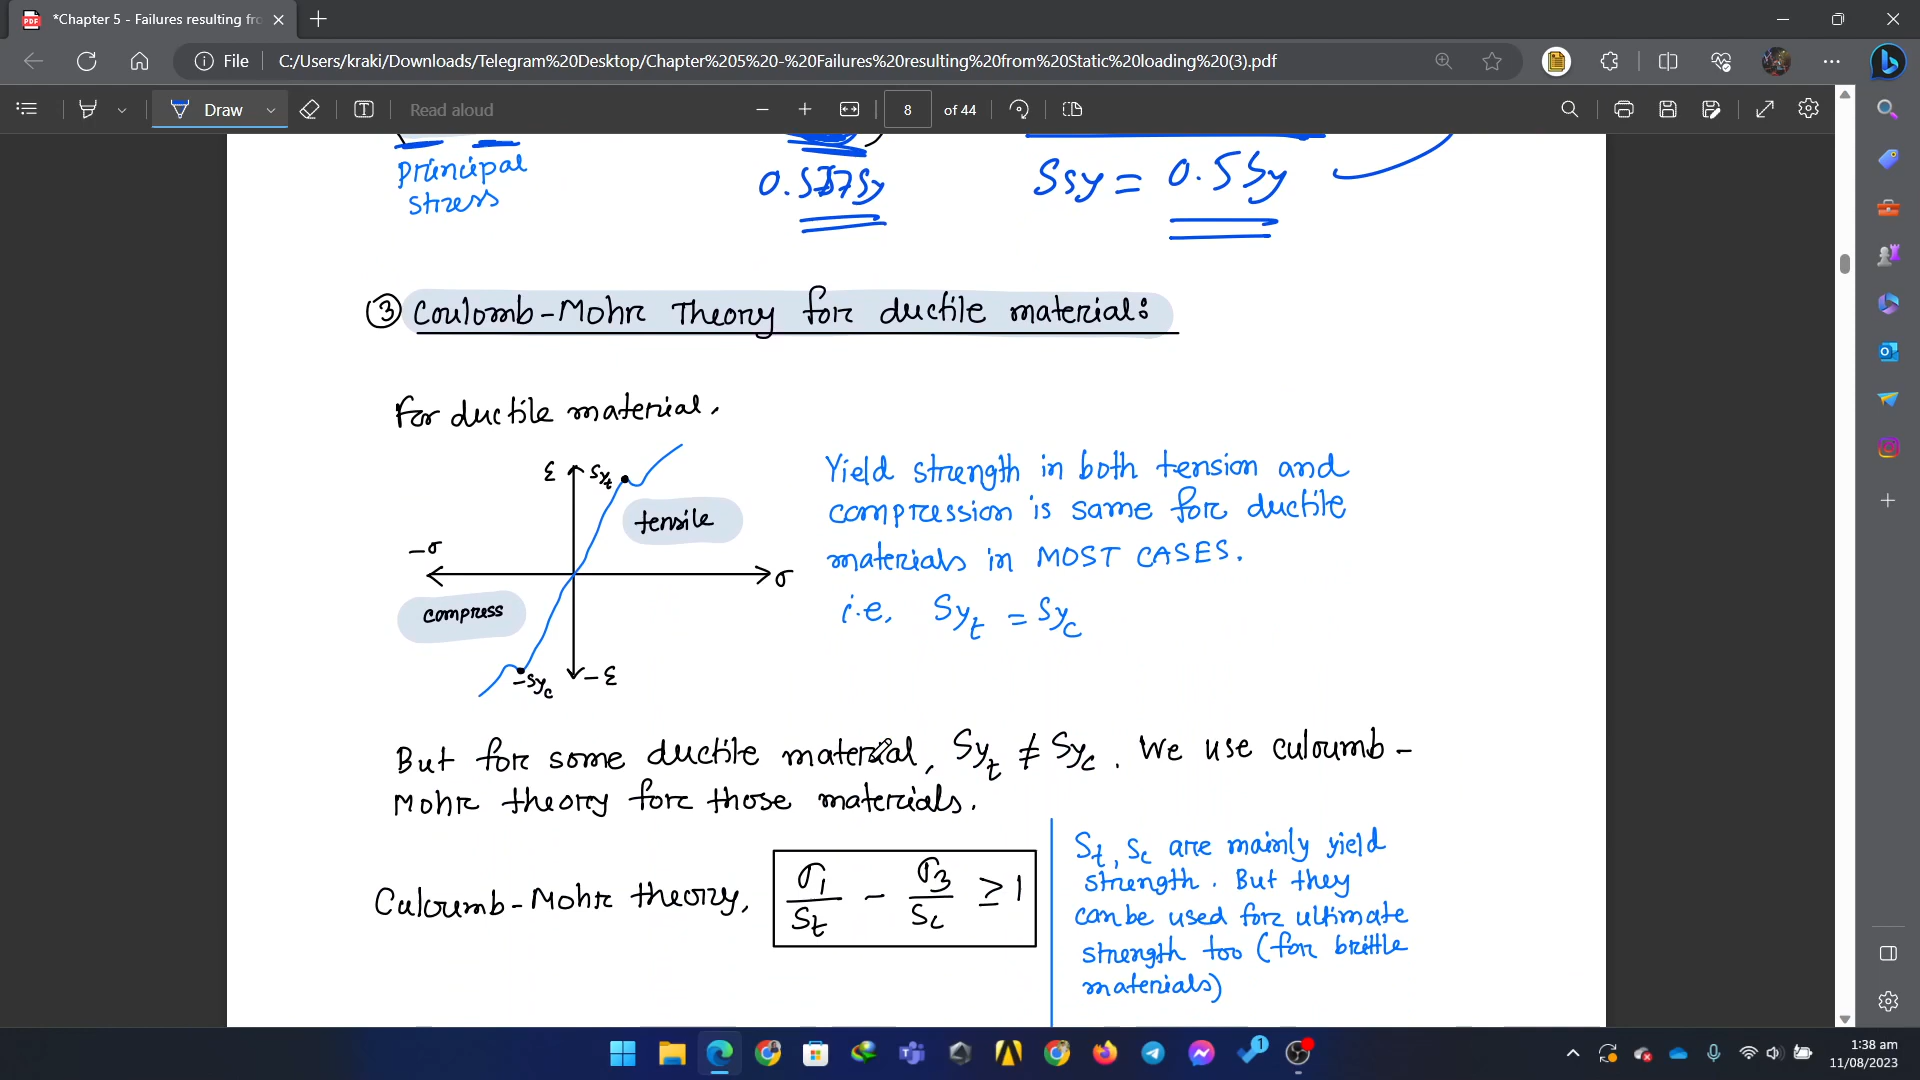 *Chapter 5 - Failures resulting fro
File
C:/Users/kraki/Downloads/Telegram%20Desktop/Chapter%205%20-%20Failures%20resulting%20from%20Static%20loading%20(3).pdf
Draw
Read aloud
8
of 44
Principal
stress
Ssy = 0.5Sy
③ Coulomb-Mohr Theory for ductile material:
For ductile material,
ε
Syt
tensile
-σ
σ
compress
-Syc
-ε
Yield strength in both tension and
compression is same for ductile
materials in MOST CASES.
i.e, Syt = Syc
But for some ductile material, Syt ≠ Syc. We use culoumb-
Mohr theory for those materials.
Culoumb-Mohr theory, σ1/St - σ3/Sc ≥ 1
St, Sc are mainly yield
strength. But they
can be used for ultimate
strength too (for brittle
materials)
1
1:38 am
11/08/2023